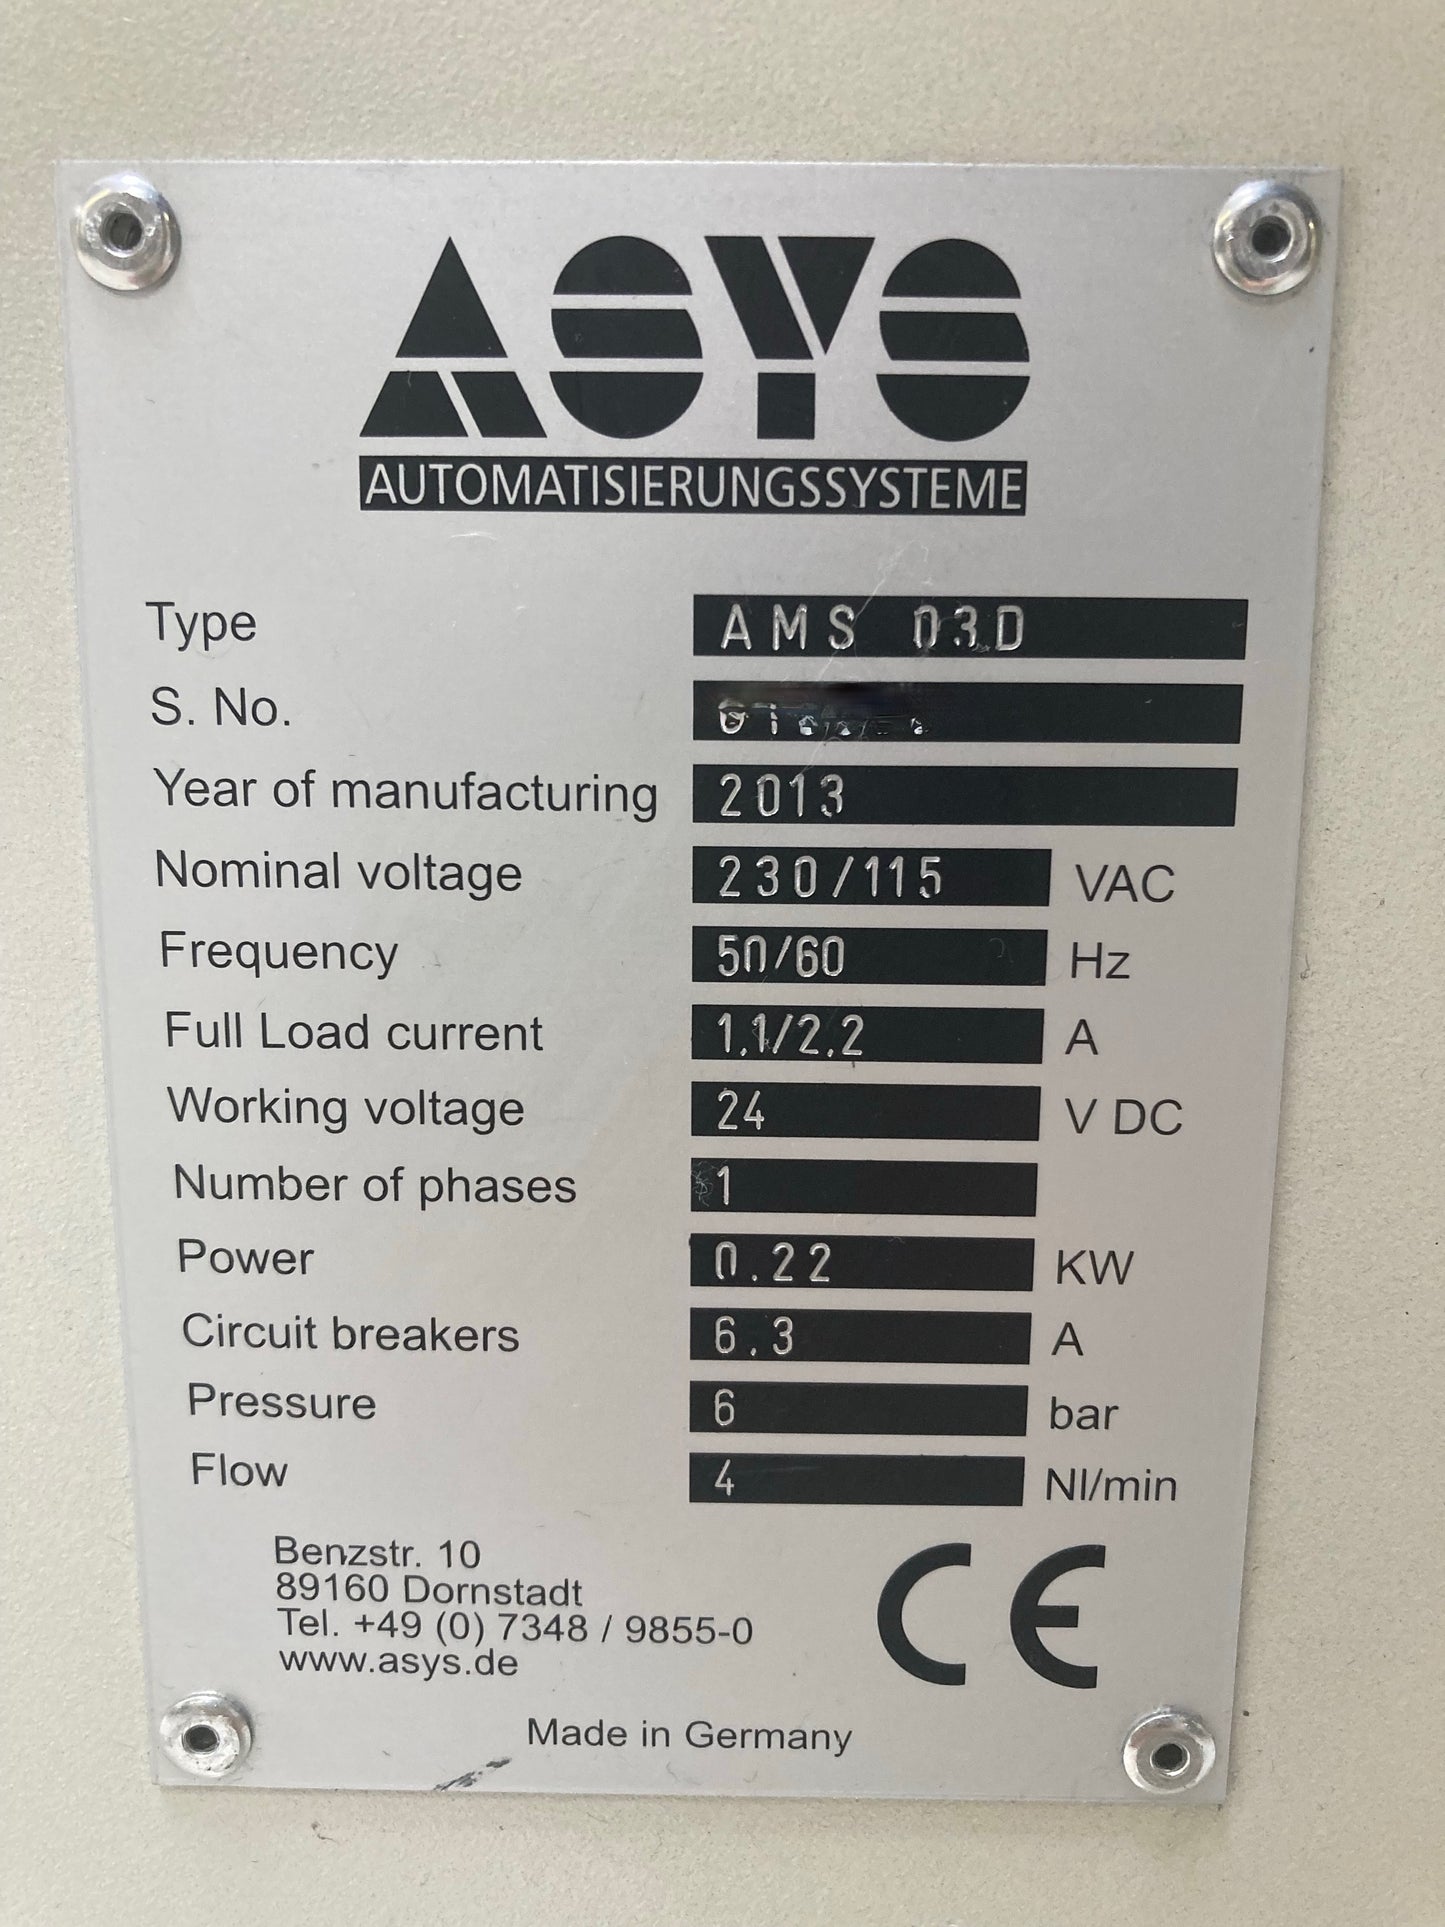 ASYS
AUTOMATISIERUNGSSYSTEME
Type AMS 03D
S. No.
Year of manufacturing 2013
Nominal voltage 230/115 VAC
Frequency 50/60 Hz
Full Load current 1,1/2,2 A
Working voltage 24 V DC
Number of phases 1
Power 0.22 KW
Circuit breakers 6.3 A
Pressure 6 bar
Flow 4 Nl/min
Benzstr. 10
89160 Dornstadt
Tel. +49 (0) 7348 / 9855-0
www.asys.de
CE
Made in Germany